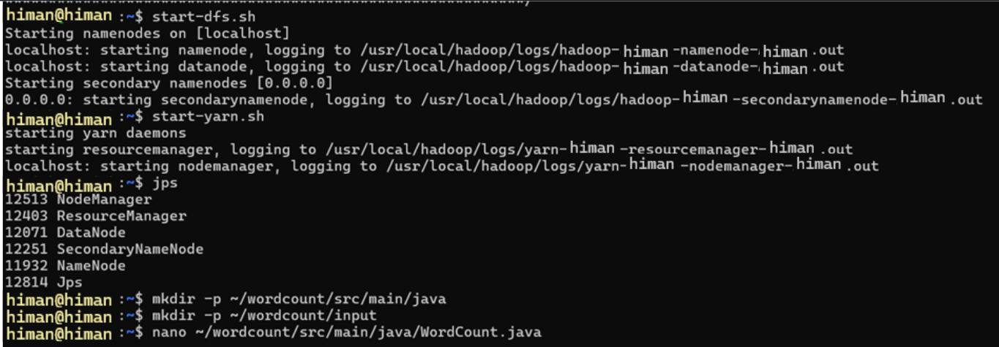 himan@himan :~$ start-dfs.sh
Starting namenodes on [localhost]
localhost: starting namenode, logging to /usr/local/hadoop/logs/hadoop-himan-namenode-himan.out
localhost: starting datanode, logging to /usr/local/hadoop/logs/hadoop-himan-datanode-himan.out
Starting secondary namenodes [0.0.0.0]
0.0.0.0: starting secondarynamenode, logging to /usr/local/hadoop/logs/hadoop-himan-secondarynamenode-himan.out
himan@himan :~$ start-yarn.sh
starting yarn daemons
starting resourcemanager, logging to /usr/local/hadoop/logs/yarn-himan-resourcemanager-himan.out
localhost: starting nodemanager, logging to /usr/local/hadoop/logs/yarn-himan-nodemanager-himan.out
himan@himan :~$ jps
12513 NodeManager
12403 ResourceManager
12071 DataNode
12251 SecondaryNameNode
11932 NameNode
12814 Jps
himan@himan :~$ mkdir -p ~/wordcount/src/main/java
himan@himan :~$ mkdir -p ~/wordcount/input
himan@himan :~$ nano ~/wordcount/src/main/java/WordCount.java